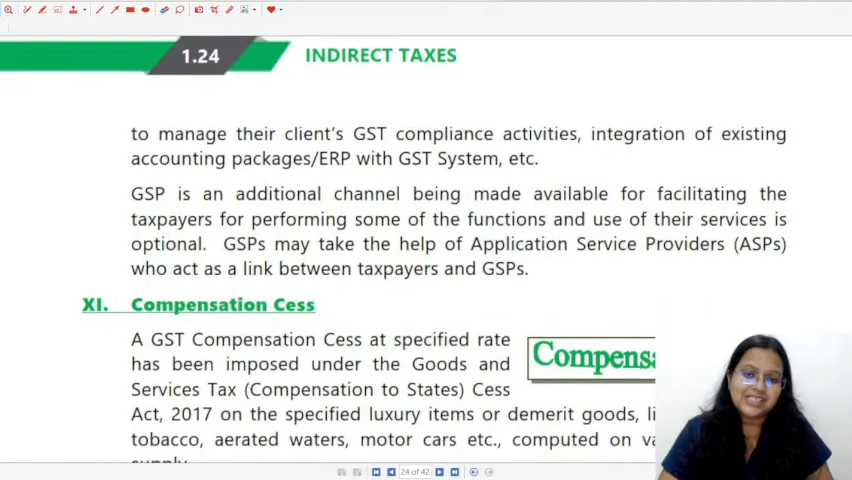 1.24
INDIRECT TAXES
to manage their client's GST compliance activities, integration of existing
accounting packages/ERP with GST System, etc.
GSP is an additional channel being made available for facilitating the
taxpayers for performing some of the functions and use of their services is
optional. GSPs may take the help of Application Service Providers (ASPs)
who act as a link between taxpayers and GSPs.
XI. Compensation Cess
A GST Compensation Cess at specified rate
has been imposed under the Goods and
Services Tax (Compensation to States) Cess
Act, 2017 on the specified luxury items or demerit goods,
tobacco, aerated waters, motor cars etc., computed on
supply
24 of 42